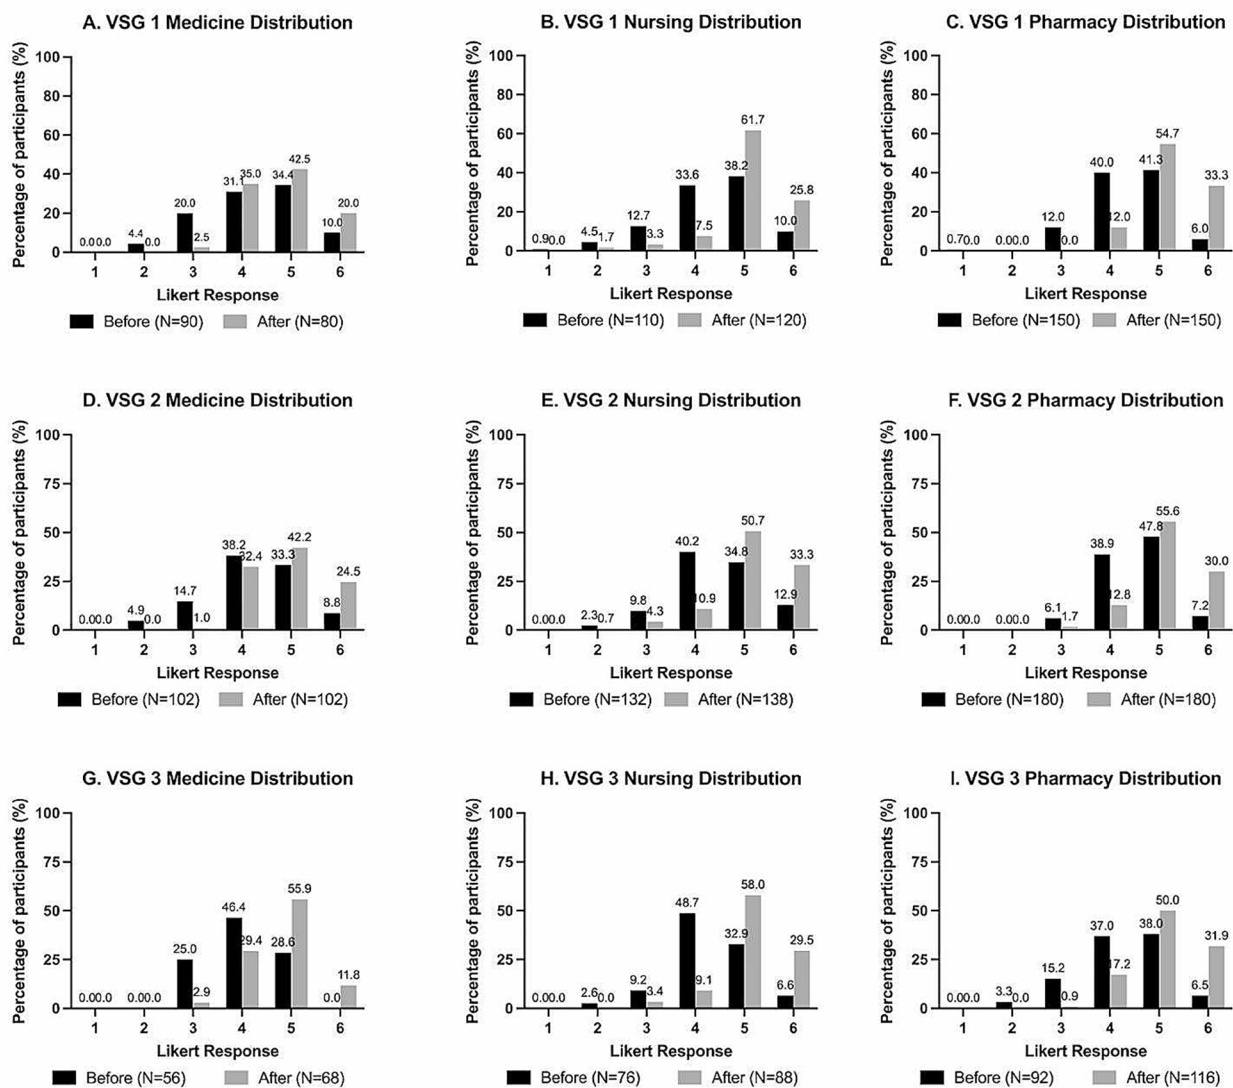 A. VSG 1 Medicine Distribution
Percentage of participants (%)
100
80
60
40
20
0
0.0 0.0 4.4 0.0 20.0 2.5 31.1 35.0 34.4 42.5 10.0 20.0
1 2 3 4 5 6
Likert Response
Before (N=90) After (N=80)
B. VSG 1 Nursing Distribution
Percentage of participants (%)
100
80
60
40
20
0
0.9 0.0 4.5 1.7 12.7 3.3 33.6 7.5 38.2 61.7 10.0 25.8
1 2 3 4 5 6
Likert Response
Before (N=110) After (N=120)
C. VSG 1 Pharmacy Distribution
Percentage of participants (%)
100
80
60
40
20
0
0.7 0.0 0.0 0.0 12.0 0.0 40.0 12.0 41.3 54.7 6.0 33.3
1 2 3 4 5 6
Likert Response
Before (N=150) After (N=150)
D. VSG 2 Medicine Distribution
Percentage of participants (%)
100
75
50
25
0
0.0 0.0 4.9 0.0 14.7 1.0 38.2 32.4 33.3 42.2 8.8 24.5
1 2 3 4 5 6
Likert Response
Before (N=102) After (N=102)
E. VSG 2 Nursing Distribution
Percentage of participants (%)
100
75
50
25
0
0.0 0.0 2.3 0.7 9.8 4.3 40.2 10.9 34.8 50.7 12.9 33.3
1 2 3 4 5 6
Likert Response
Before (N=132) After (N=138)
F. VSG 2 Pharmacy Distribution
Percentage of participants (%)
100
75
50
25
0
0.0 0.0 0.0 0.0 6.1 1.7 38.9 12.8 47.8 55.6 7.2 30.0
1 2 3 4 5 6
Likert Response
Before (N=180) After (N=180)
G. VSG 3 Medicine Distribution
Percentage of participants (%)
100
75
50
25
0
0.0 0.0 0.0 0.0 25.0 2.9 46.4 29.4 28.6 55.9 0.0 11.8
1 2 3 4 5 6
Likert Response
Before (N=56) After (N=68)
H. VSG 3 Nursing Distribution
Percentage of participants (%)
100
75
50
25
0
0.0 0.0 2.6 0.0 9.2 3.4 48.7 9.1 32.9 58.0 6.6 29.5
1 2 3 4 5 6
Likert Response
Before (N=76) After (N=88)
I. VSG 3 Pharmacy Distribution
Percentage of participants (%)
100
75
50
25
0
0.0 0.0 3.3 0.0 15.2 0.9 37.0 17.2 38.0 50.0 6.5 31.9
1 2 3 4 5 6
Likert Response
Before (N=92) After (N=116)